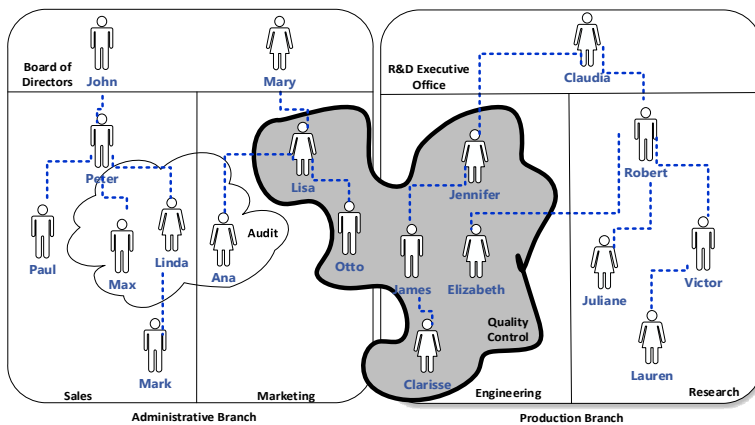 Board of
Directors
John
Mary
R&D Executive
Office
Claudia
Peter
Lisa
Jennifer
Robert
Paul
Max
Linda
Audit
Ana
Otto
James
Elizabeth
Juliane
Victor
Mark
Quality
Control
Clarisse
Lauren
Sales
Marketing
Engineering
Research
Administrative Branch
Production Branch